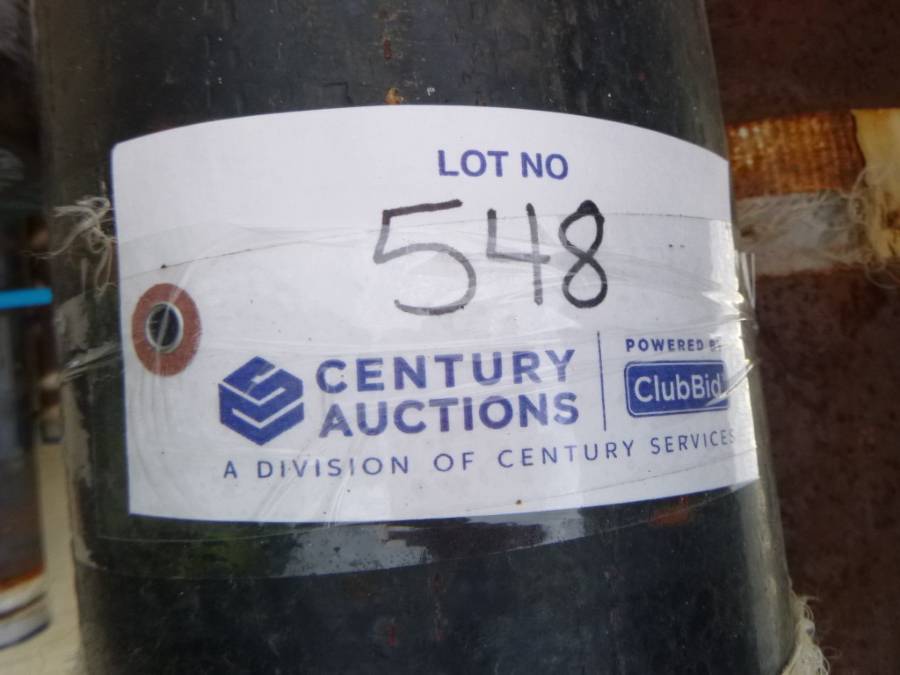 LOT NO
548
CENTURY
AUCTIONS
POWERED BY
ClubBid
A DIVISION OF CENTURY SERVICES